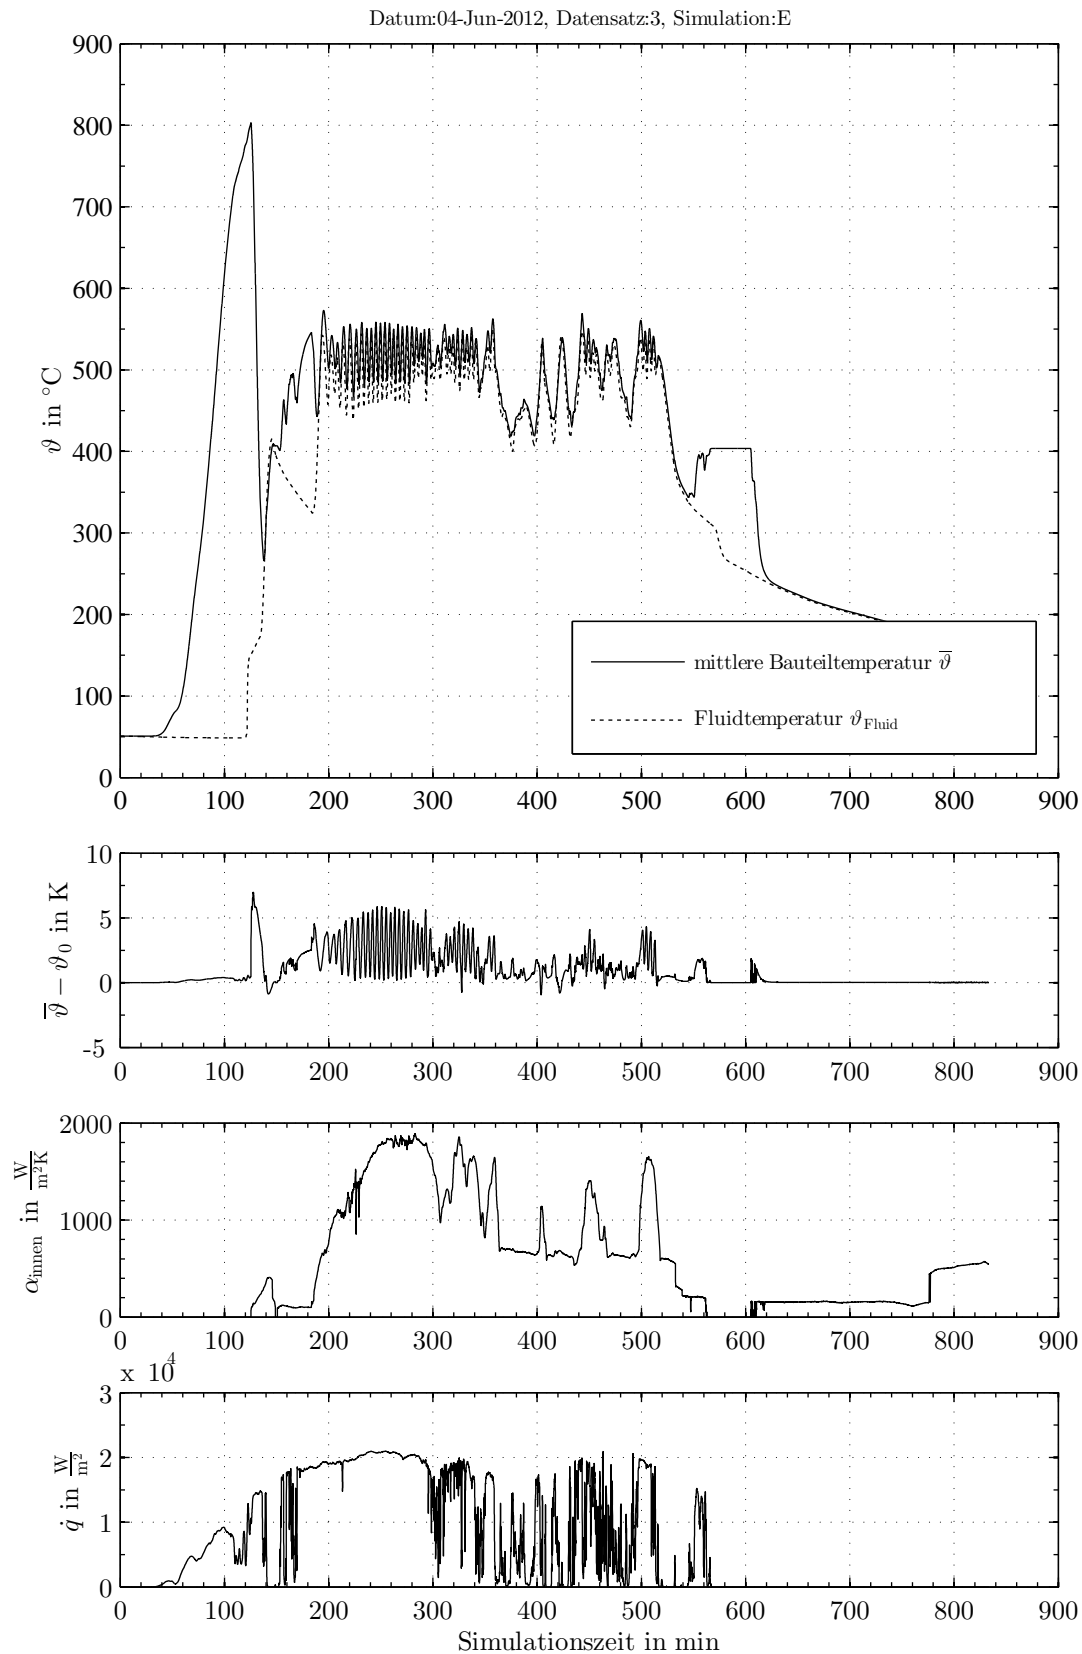 Datum:04-Jun-2012, Datensatz:3, Simulation:E
900
800
700
600
500
400
300
200
100
0
ϑ in °C
mittlere Bauteiltemperatur ϑ̅
Fluidtemperatur ϑ_Fluid
0 100 200 300 400 500 600 700 800 900
10
5
0
-5
ϑ̅ − ϑ₀ in K
0 100 200 300 400 500 600 700 800 900
2000
1000
0
α_innen in W/m²K
0 100 200 300 400 500 600 700 800 900
x 10⁴
3
2
1
0
q̇ in W/m²
0 100 200 300 400 500 600 700 800 900
Simulationszeit in min